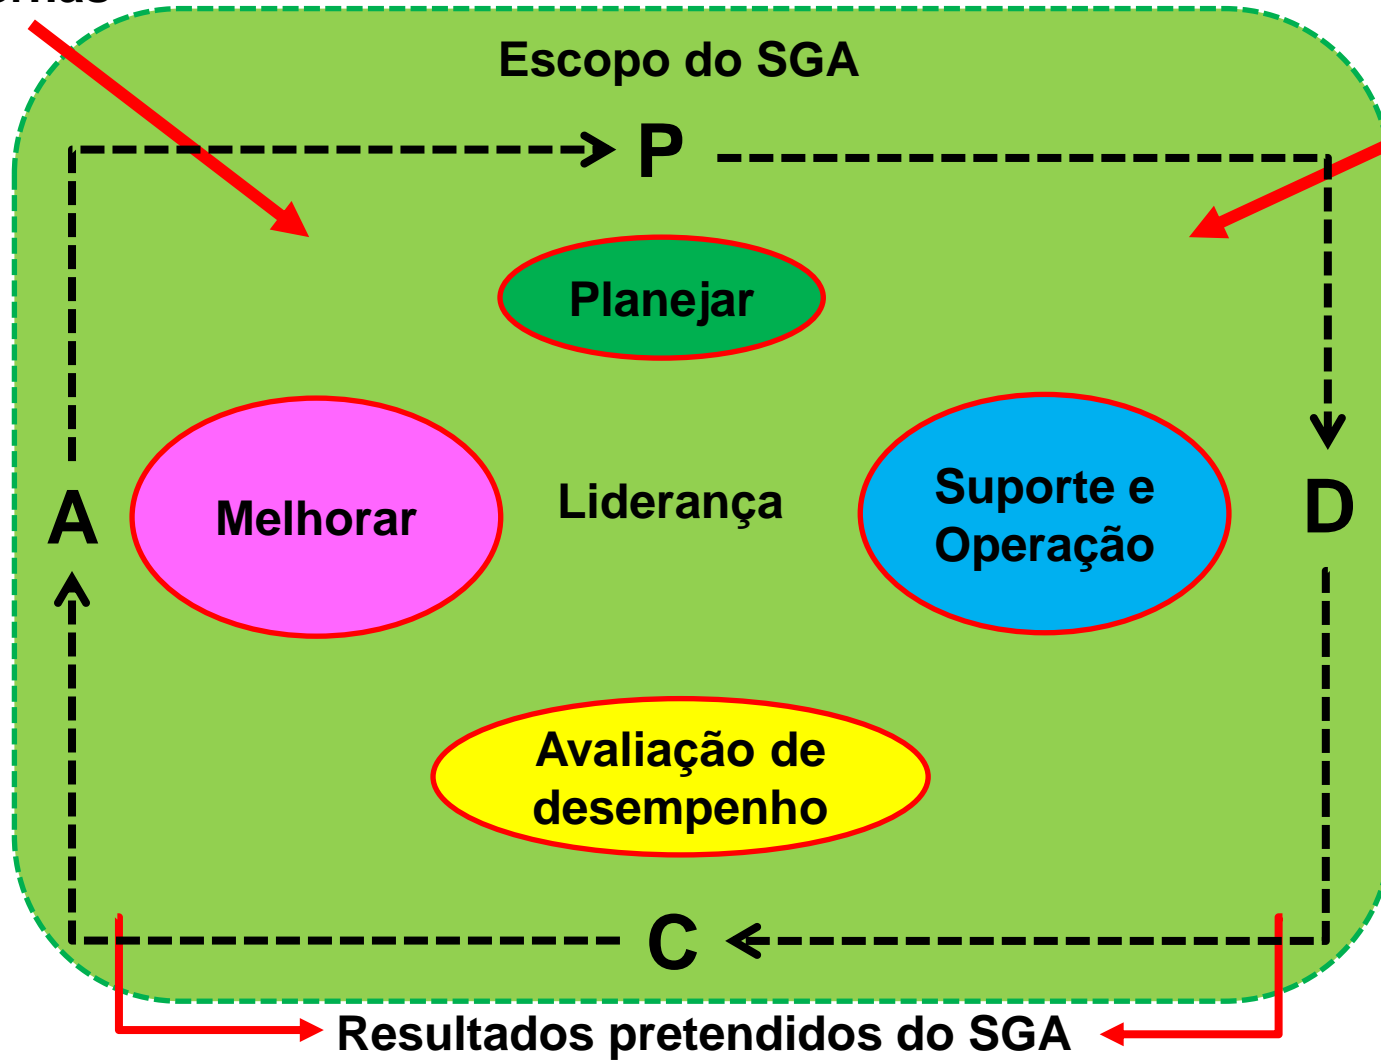 Escopo do SGA
P
Planejar
A
Melhorar
Liderança
Suporte e
Operação
D
Avaliação de
desempenho
C
Resultados pretendidos do SGA